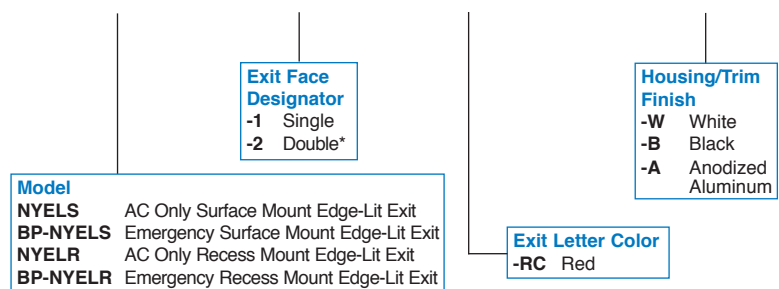 Exit Face
Designator
-1 Single
-2 Double*
Housing/Trim
Finish
-W White
-B Black
-A Anodized
Aluminum
Model
NYELS AC Only Surface Mount Edge-Lit Exit
BP-NYELS Emergency Surface Mount Edge-Lit Exit
NYELR AC Only Recess Mount Edge-Lit Exit
BP-NYELR Emergency Recess Mount Edge-Lit Exit
Exit Letter Color
-RC Red